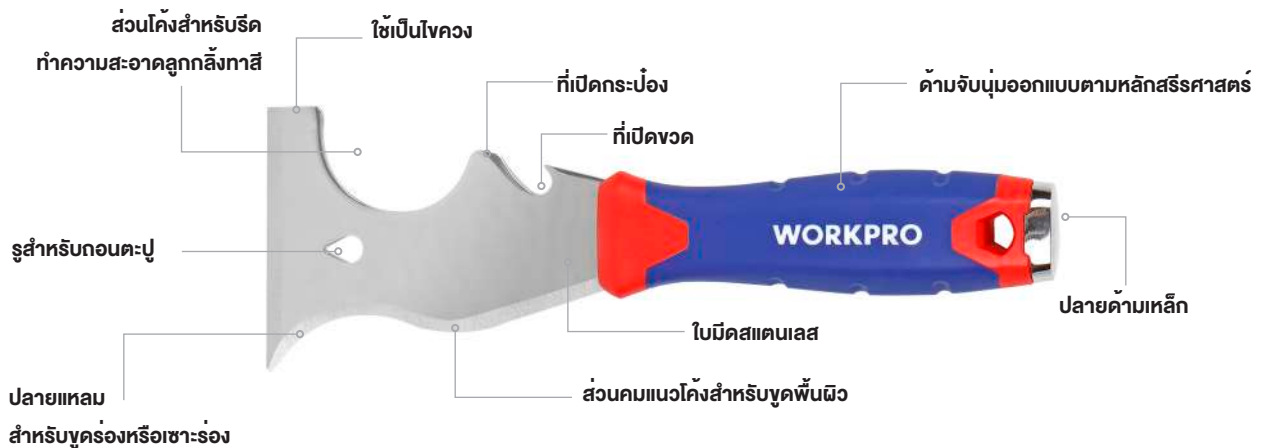 ส่วนโค้งสำหรับรีด
ทำความสะอาดลูกกลิ้งทาสี
ใช้เป็นไขควง
ที่เปิดกระป๋อง
ที่เปิดขวด
ด้ามจับนุ่มออกแบบตามหลักสรีรศาสตร์
WORKPRO
รูสำหรับถอนตะปู
ปลายด้ามเหล็ก
ใบมีดสแตนเลส
ส่วนคมแนวโค้งสำหรับขูดพื้นผิว
ปลายแหลม
สำหรับขูดร่องหรือเซาะร่อง